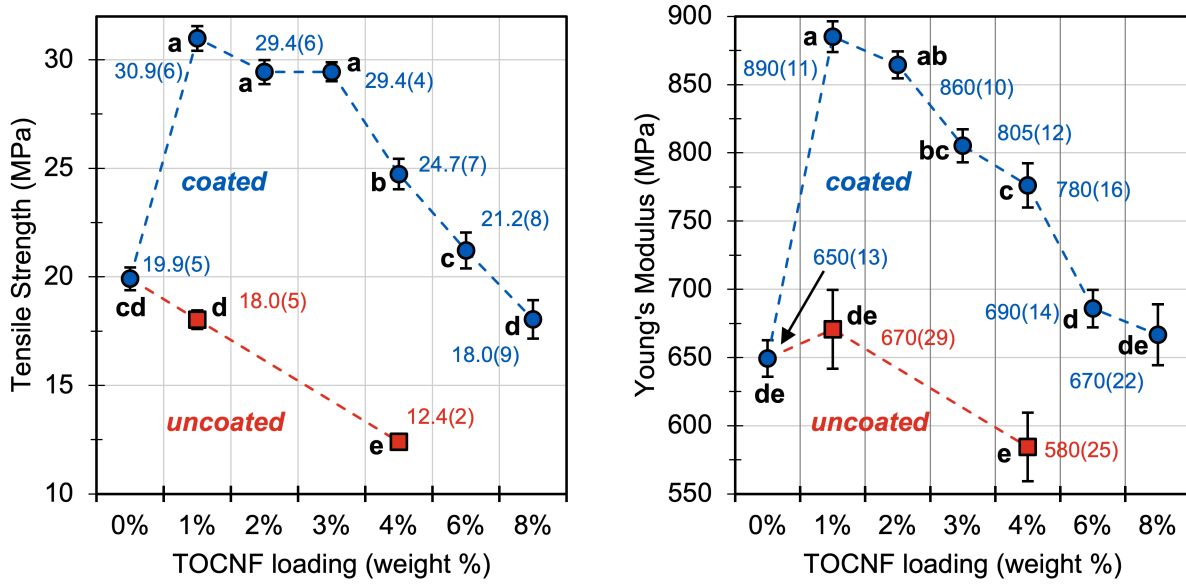 Tensile Strength (MPa)
30
25
20
15
10
a
30.9(6)
29.4(6)
a
a
29.4(4)
coated
b
24.7(7)
21.2(8)
c
19.9(5)
cd
d
18.0(5)
d
18.0(9)
uncoated
12.4(2)
e
0% 1% 2% 3% 4% 6% 8%
TOCNF loading (weight %)
Young's Modulus (MPa)
900
850
800
750
700
650
600
550
a
890(11)
ab
860(10)
805(12)
bc
coated
c
780(16)
650(13)
de
690(14)
d
de
670(29)
de
670(22)
de
uncoated
e
580(25)
0% 1% 2% 3% 4% 6% 8%
TOCNF loading (weight %)